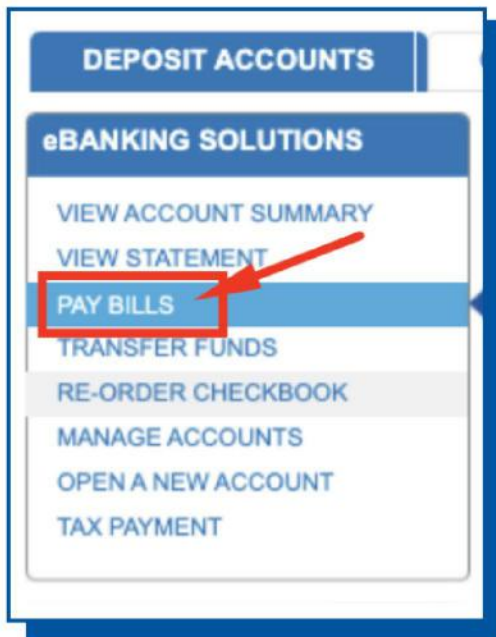 DEPOSIT ACCOUNTS
eBANKING SOLUTIONS
VIEW ACCOUNT SUMMARY
VIEW STATEMENT
PAY BILLS
TRANSFER FUNDS
RE-ORDER CHECKBOOK
MANAGE ACCOUNTS
OPEN A NEW ACCOUNT
TAX PAYMENT